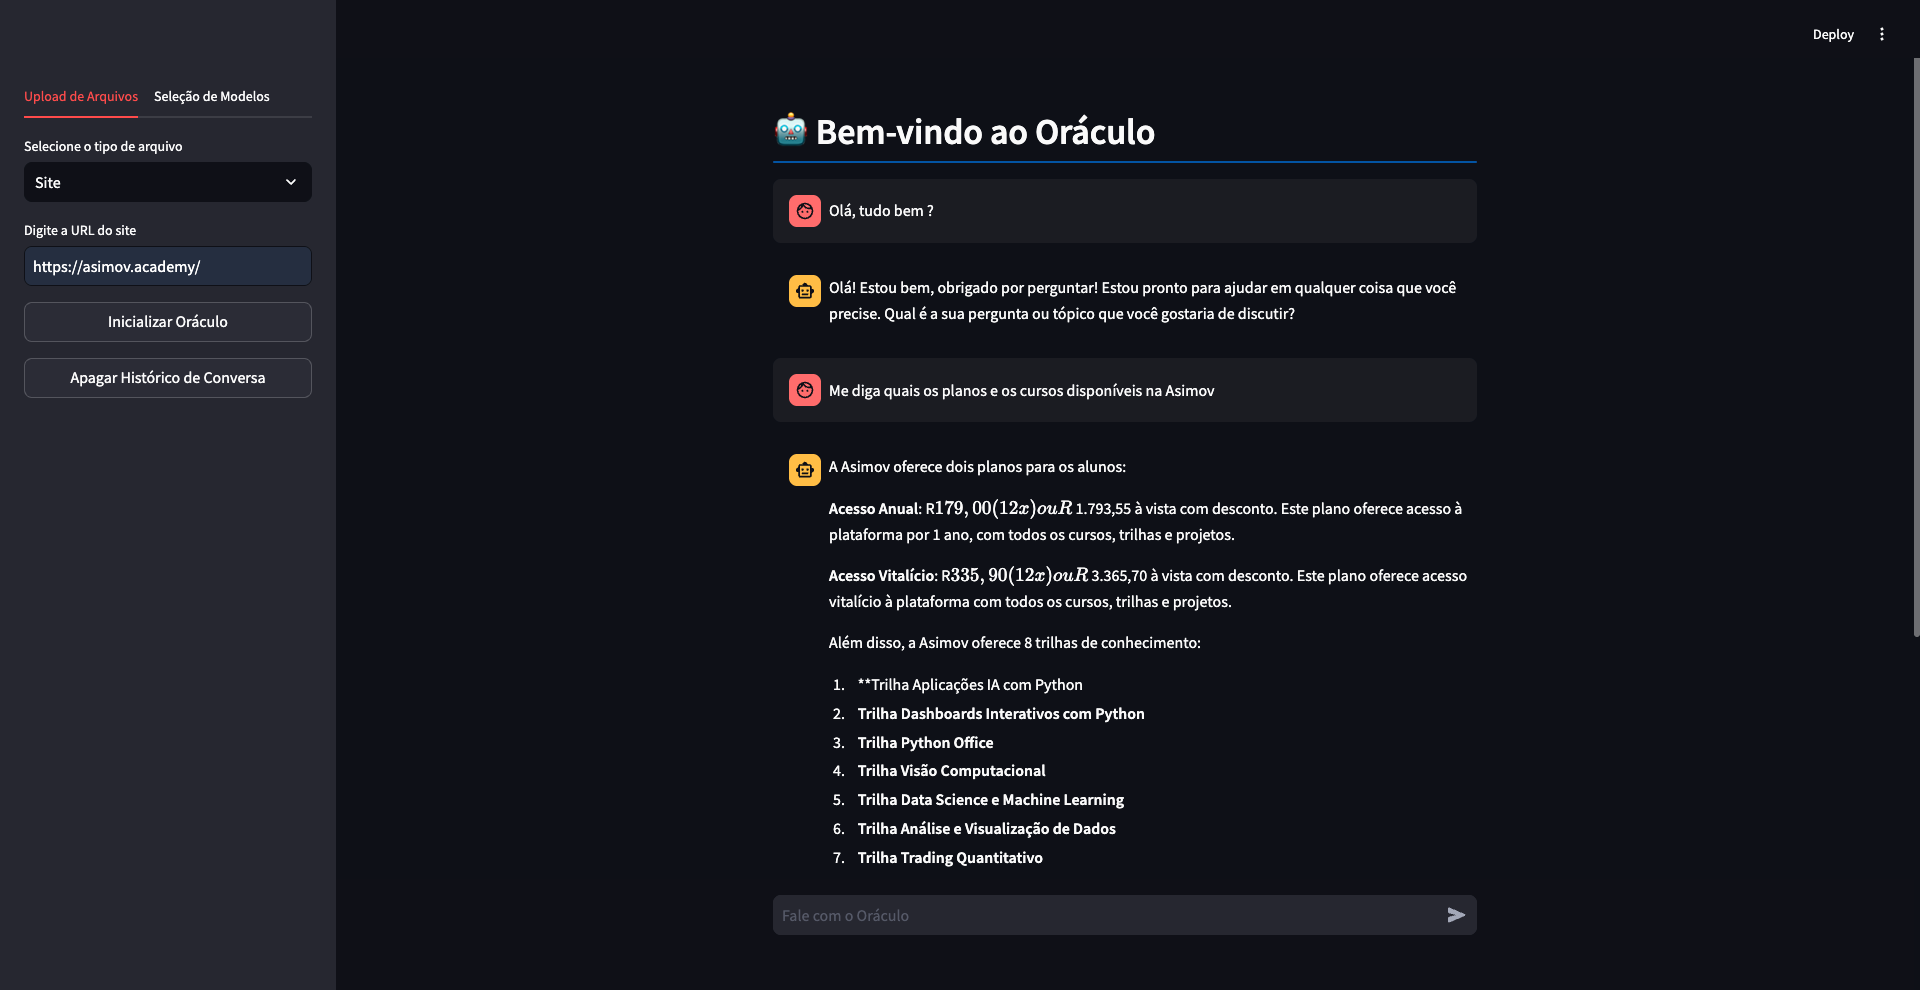 Deploy
Upload de Arquivos
Seleção de Modelos
Selecione o tipo de arquivo
Site
Digite a URL do site
https://asimov.academy/
Inicializar Oráculo
Apagar Histórico de Conversa
Bem-vindo ao Oráculo
Olá, tudo bem ?
Olá! Estou bem, obrigado por perguntar! Estou pronto para ajudar em qualquer coisa que você
precise. Qual é a sua pergunta ou tópico que você gostaria de discutir?
Me diga quais os planos e os cursos disponíveis na Asimov
A Asimov oferece dois planos para os alunos:
Acesso Anual: R179, 00(12x)ouR 1.793,55 à vista com desconto. Este plano oferece acesso à
plataforma por 1 ano, com todos os cursos, trilhas e projetos.
Acesso Vitalício: R335, 90(12x)ouR 3.365,70 à vista com desconto. Este plano oferece acesso
vitalício à plataforma com todos os cursos, trilhas e projetos.
Além disso, a Asimov oferece 8 trilhas de conhecimento:
1. **Trilha Aplicações IA com Python
2. Trilha Dashboards Interativos com Python
3. Trilha Python Office
4. Trilha Visão Computacional
5. Trilha Data Science e Machine Learning
6. Trilha Análise e Visualização de Dados
7. Trilha Trading Quantitativo
Fale com o Oráculo